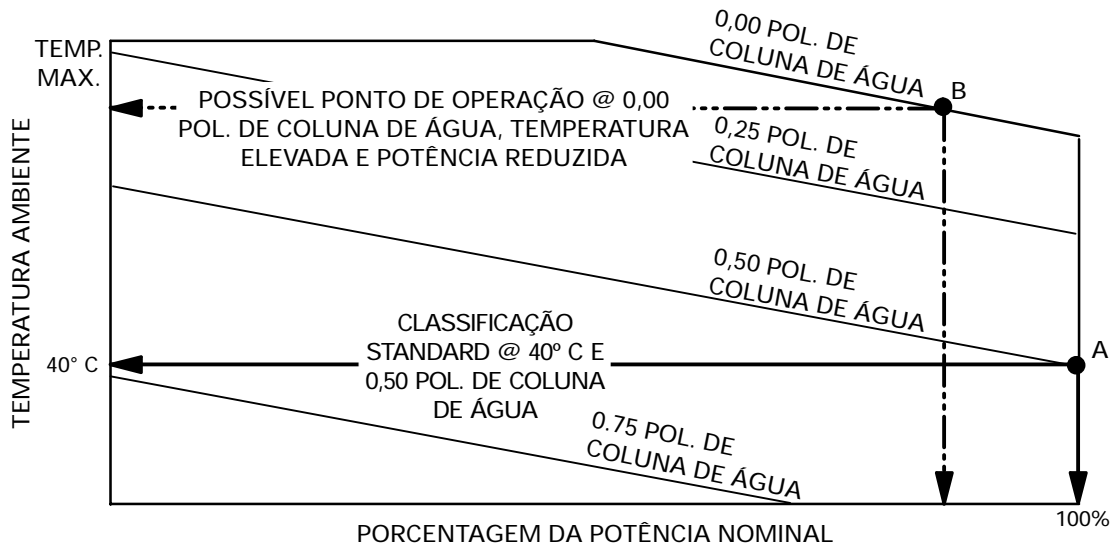 0,00 POL. DE
COLUNA DE ÁGUA
TEMP.
MAX.
B
POSSÍVEL PONTO DE OPERAÇÃO @ 0,00
POL. DE COLUNA DE ÁGUA, TEMPERATURA
ELEVADA E POTÊNCIA REDUZIDA
0,25 POL. DE
COLUNA DE ÁGUA
TEMPERATURA AMBIENTE
0,50 POL. DE
COLUNA DE ÁGUA
CLASSIFICAÇÃO
STANDARD @ 40º C E
0,50 POL. DE COLUNA
DE ÁGUA
A
40° C
0.75 POL. DE
COLUNA DE ÁGUA
100%
PORCENTAGEM DA POTÊNCIA NOMINAL